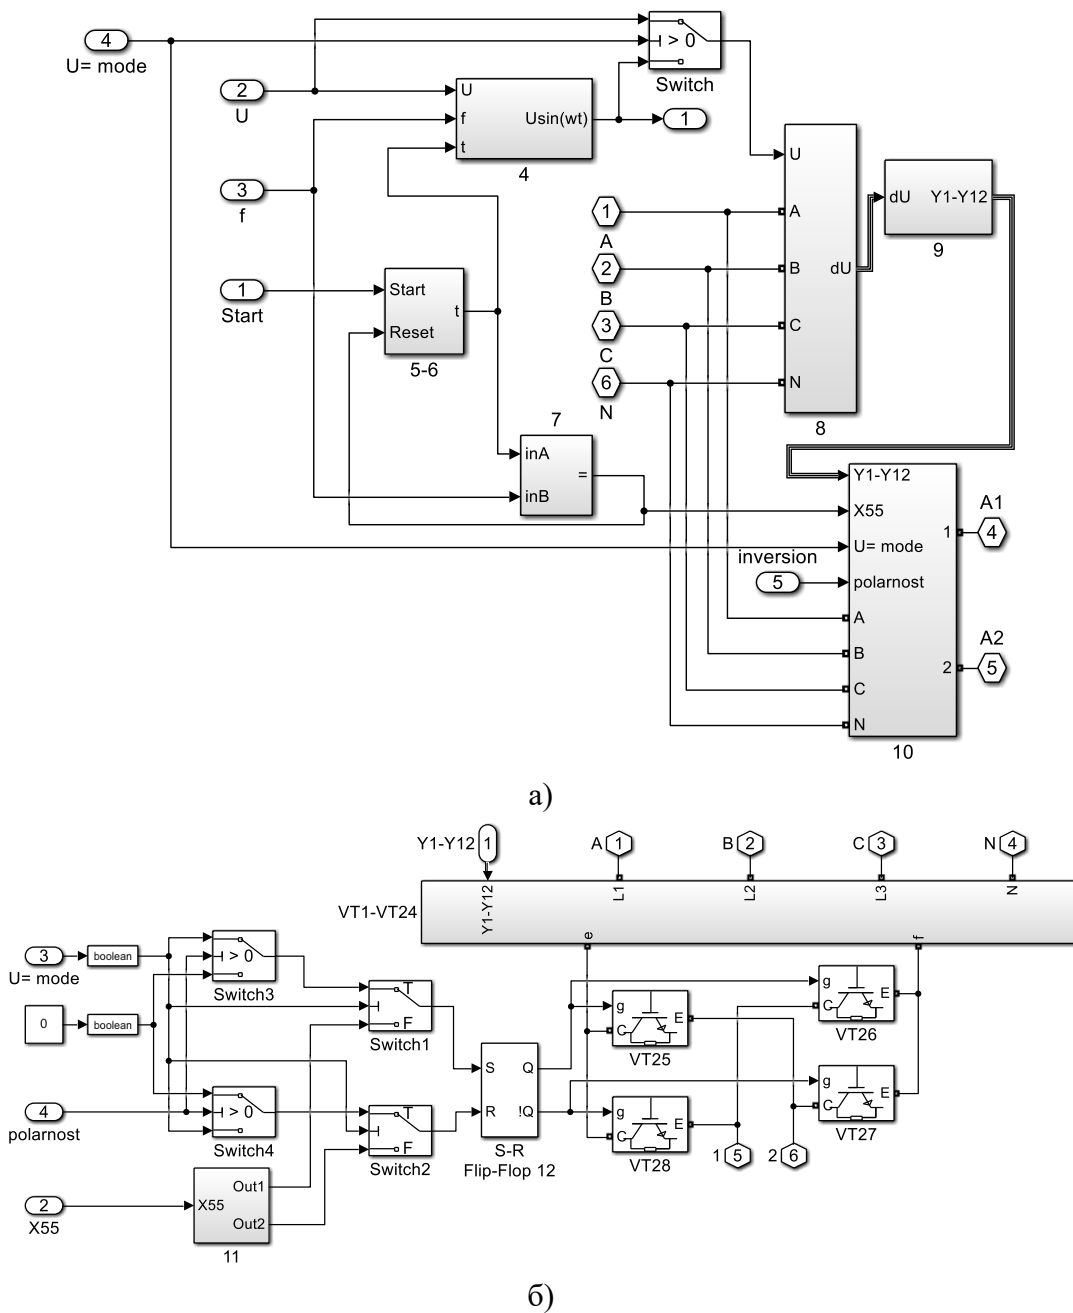 4
U= mode
> 0
Switch
2
U
U
f
t
Usin(wt)
4
1
3
f
U
A
B
C
N
dU
8
dU
Y1-Y12
9
1
A
2
B
3
C
6
N
1
Start
Start
Reset
t
5-6
7
inA
inB
=
Y1-Y12
X55
U= mode
polarnost
A
B
C
N
1
2
10
inversion
5
A1
4
A2
5
а)
Y1-Y12
1
A
1
B
2
C
3
N
4
VT1-VT24
Y1-Y12
L1
L2
L3
N
e
f
3
U= mode
boolean
> 0
Switch3
0
boolean
T
F
Switch1
4
polarnost
> 0
Switch4
T
F
Switch2
2
X55
X55
Out1
Out2
11
S
R
Q
!Q
S-R
Flip-Flop 12
g
C
E
VT25
g
C
E
VT26
g
C
E
VT27
g
C
E
VT28
1
5
2
6
б)